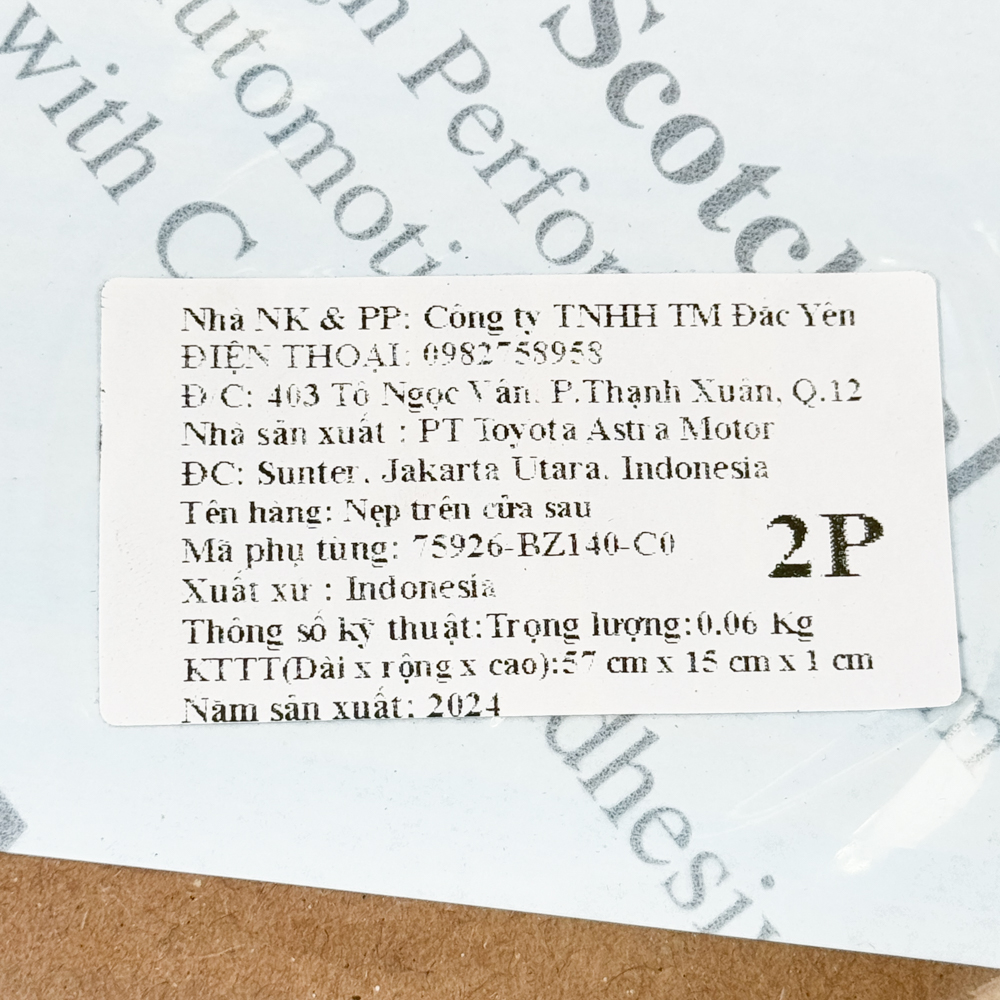 with C
utomoti
n Perfo
Scotch
Nhà NK & PP: Công ty TNHH TM Đắc Yên
ĐIỆN THOẠI: 0982758958
Đ/C: 403 Tô Ngọc Vân, P.Thạnh Xuân, Q.12
Nhà sản xuất : PT Toyota Astra Motor
ĐC: Sunter, Jakarta Utara, Indonesia
Tên hàng: Nẹp trên cửa sau
Mã phụ tùng: 75926-BZ140-C0
2P
Xuất xứ : Indonesia
Thông số kỹ thuật:Trọng lượng:0.06 Kg
KTTT(Dài x rộng x cao):57 cm x 15 cm x 1 cm
Năm sản xuất: 2024
dhesi